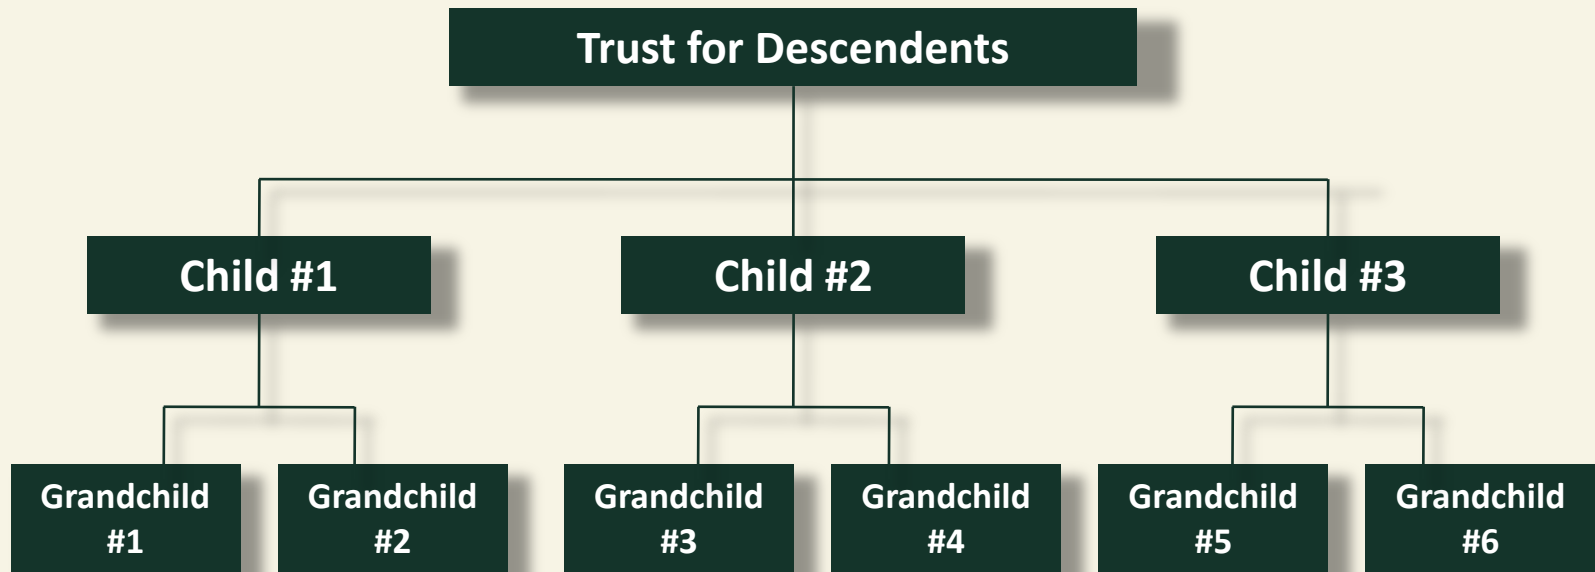 Trust for Descendents
Child #1
Child #2
Child #3
Grandchild
#1
Grandchild
#2
Grandchild
#3
Grandchild
#4
Grandchild
#5
Grandchild
#6